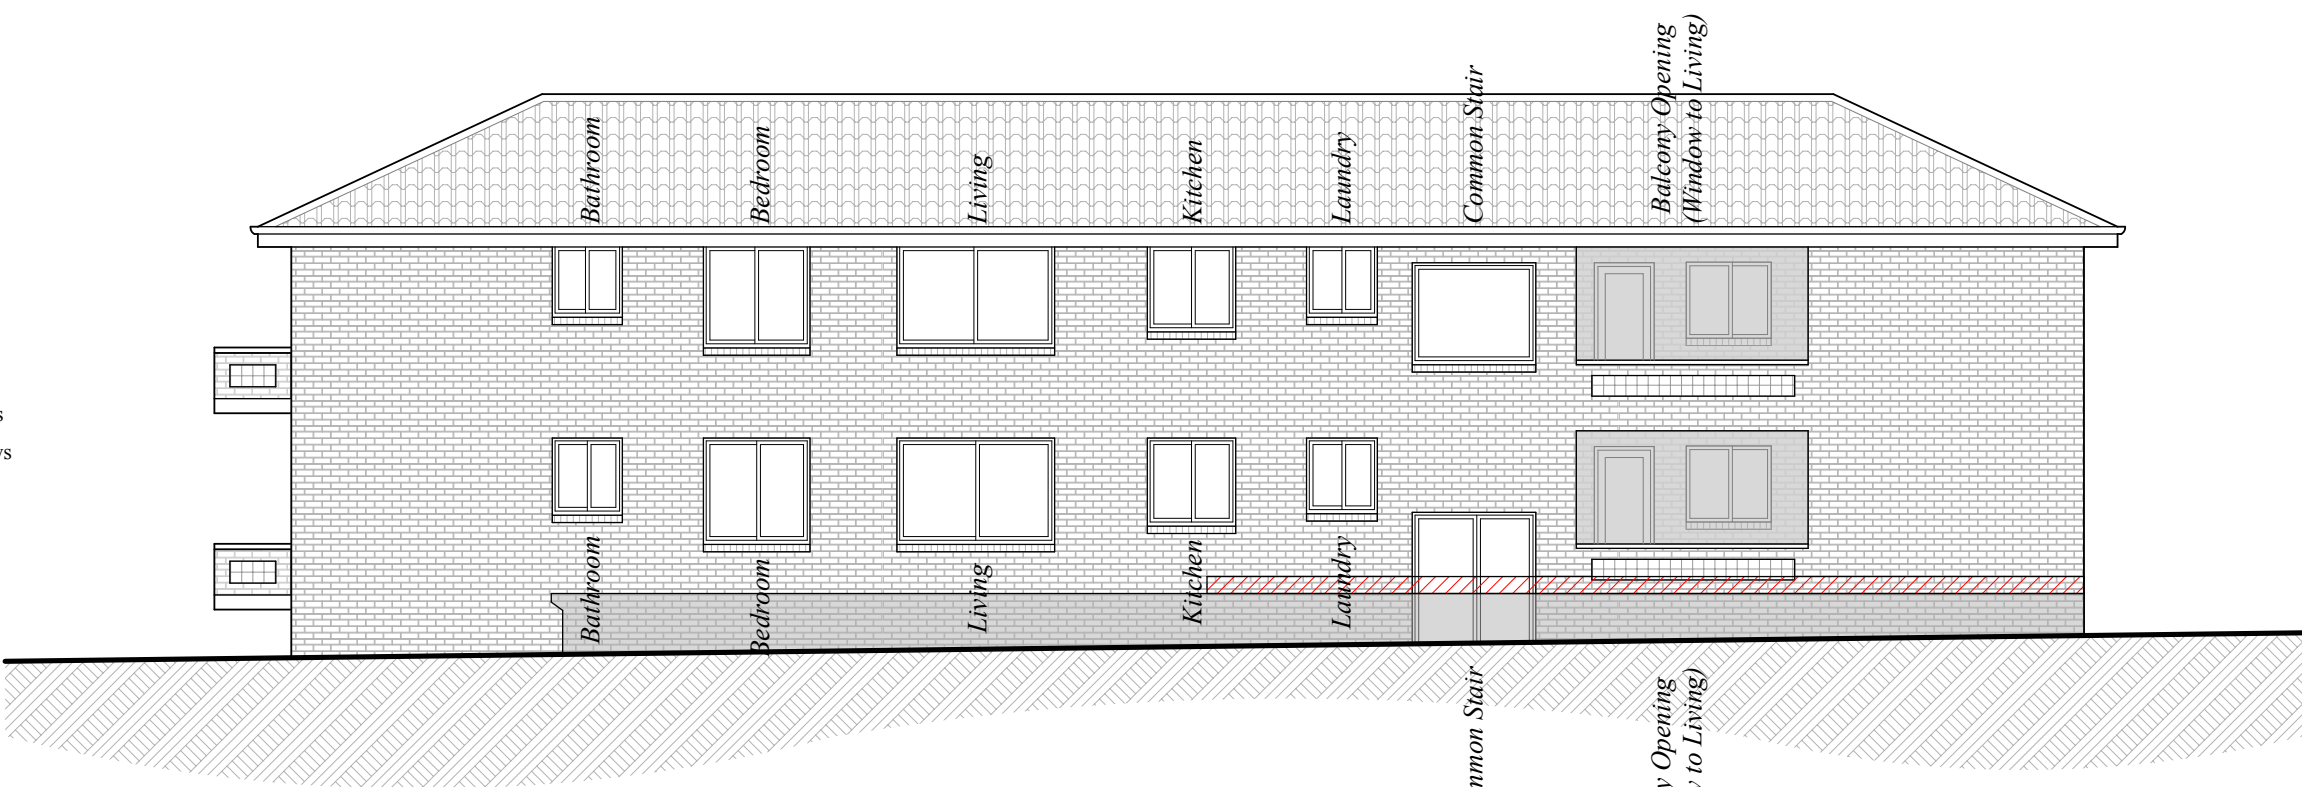 Bathroom
Bedroom
Living
Kitchen
Laundry
Common Stair
Balcony Opening
(Window to Living)
s
ys
Bathroom
Bedroom
Living
Kitchen
Laundry
mmon Stair
y Opening
to Living)